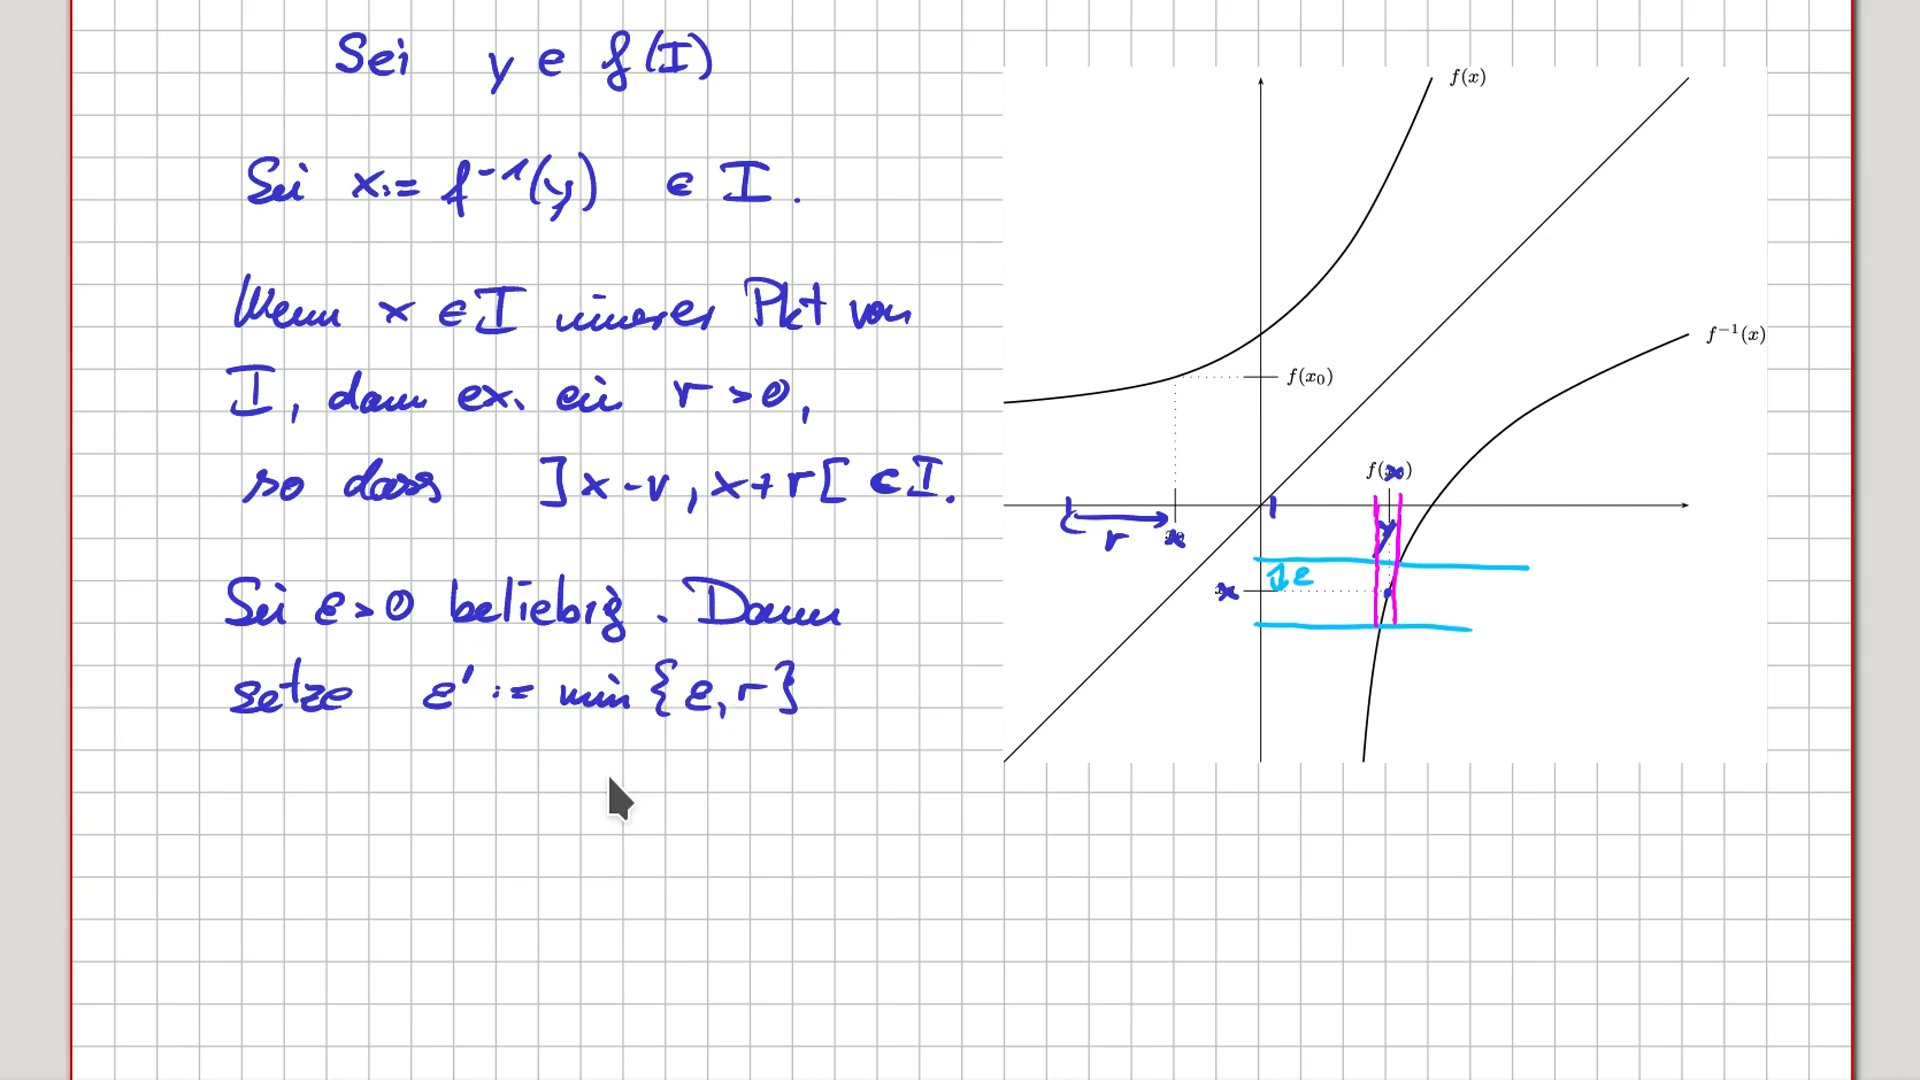 Sei y ∈ f(I)
Sei x := f⁻¹(y) ∈ I.
Wenn x ∈ I innerer Pkt von
I, dann ex. ein r > 0,
so dass ]x-r, x+r[ ⊂ I.
Sei ε > 0 beliebig. Dann
setze ε' := min {ε, r}
f(x)
f⁻¹(x)
f(x₀)
f(x)
r
x
y
ε
x